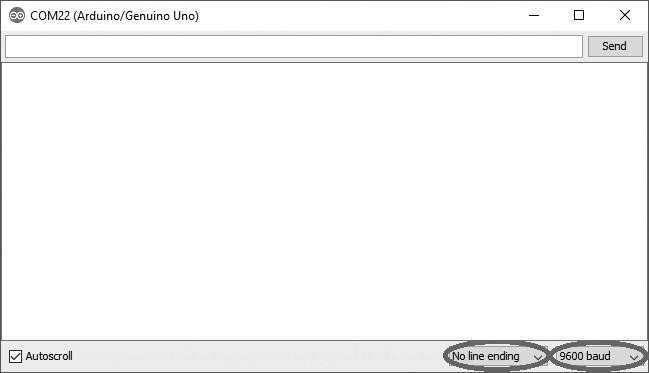 COM22 (Arduino/Genuino Uno)
Send
Autoscroll
No line ending
9600 baud